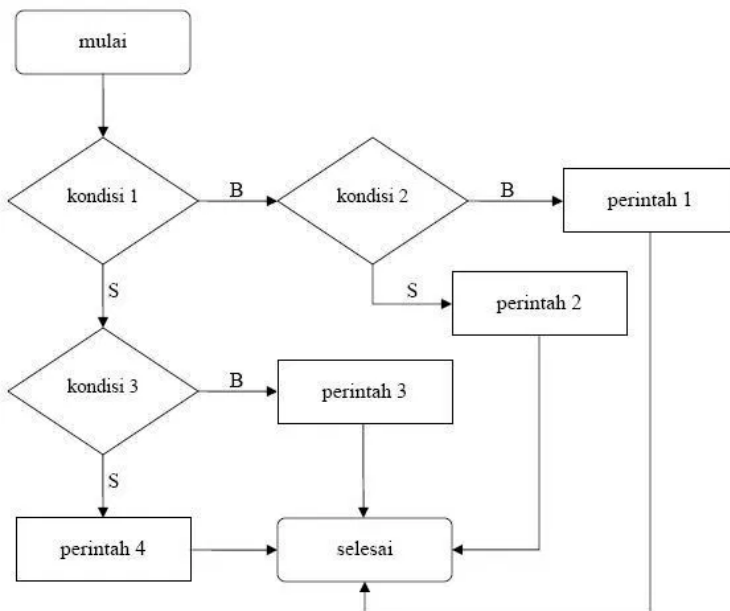 mulai
kondisi 1
B
kondisi 2
B
perintah 1
S
S
perintah 2
kondisi 3
B
perintah 3
S
perintah 4
selesai